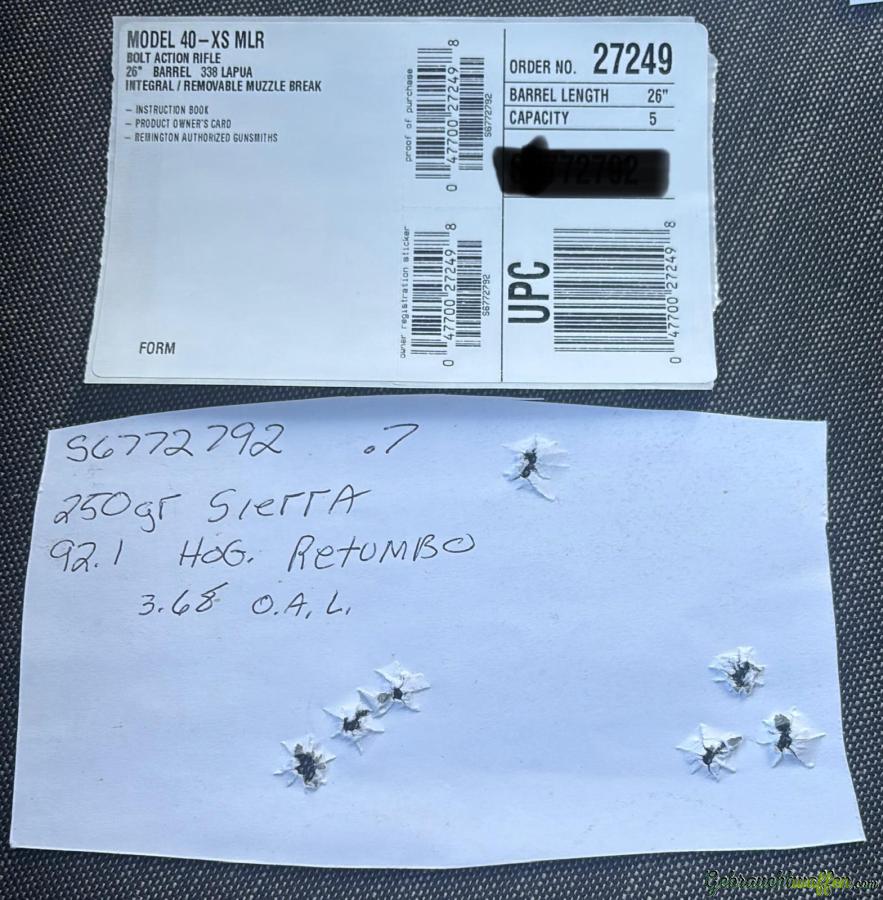 MODEL 40-XS MLR
BOLT ACTION RIFLE
26" BARREL 338 LAPUA
INTEGRAL / REMOVABLE MUZZLE BREAK
– INSTRUCTION BOOK
– PRODUCT OWNER'S CARD
– REMINGTON AUTHORIZED GUNSMITHS
FORM
proof of purchase
0 47700 27249 8
S6772792
owner registration sticker
0 47700 27249 8
S6772792
ORDER NO. 27249
BARREL LENGTH 26"
CAPACITY 5
UPC
0 47700 27249 8
S6772792 .7
250gr SIERRA
92.1 HOG. RETUMBO
3.68 O.A.L.
Gebrauchtwaffen.com